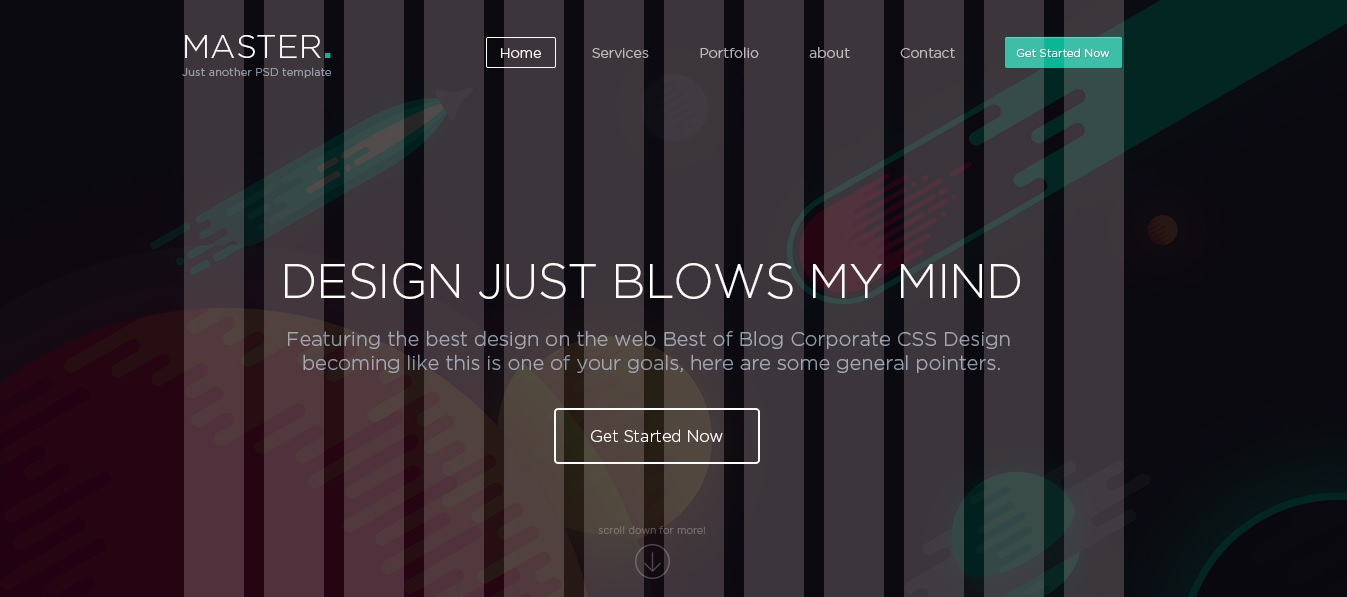 MASTER.
Just another PSD template
Home Services Portfolio about Contact Get Started Now
DESIGN JUST BLOWS MY MIND
Featuring the best design on the web Best of Blog Corporate CSS Design
becoming like this is one of your goals, here are some general pointers.
Get Started Now
scroll down for more!